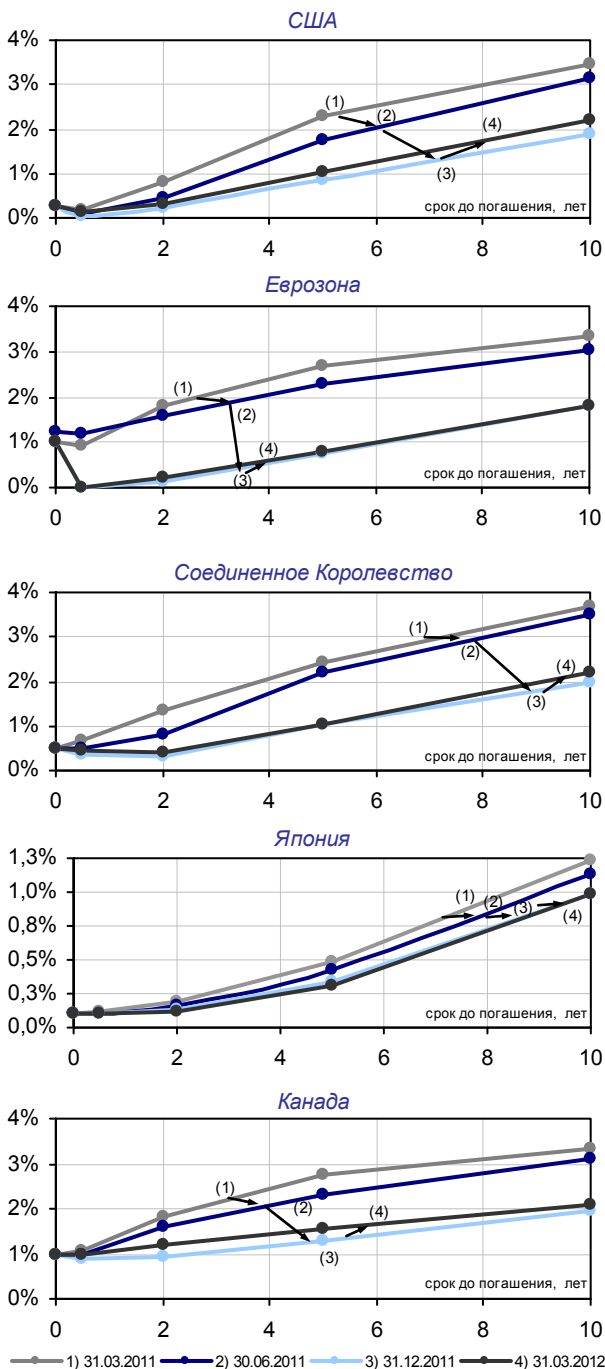 США
4%
3%
2%
1%
0%
(1)
(2)
(3)
(4)
срок до погашения, лет
0 2 4 6 8 10
Еврозона
4%
3%
2%
1%
0%
(1)
(2)
(3)
(4)
срок до погашения, лет
0 2 4 6 8 10
Соединенное Королевство
4%
3%
2%
1%
0%
(1)
(2)
(3)
(4)
срок до погашения, лет
0 2 4 6 8 10
Япония
1,3%
1,0%
0,8%
0,5%
0,3%
0,0%
(1)
(2)
(3)
(4)
срок до погашения, лет
0 2 4 6 8 10
Канада
4%
3%
2%
1%
0%
(1)
(2)
(3)
(4)
срок до погашения, лет
0 2 4 6 8 10
1) 31.03.2011 2) 30.06.2011 3) 31.12.2011 4) 31.03.2012